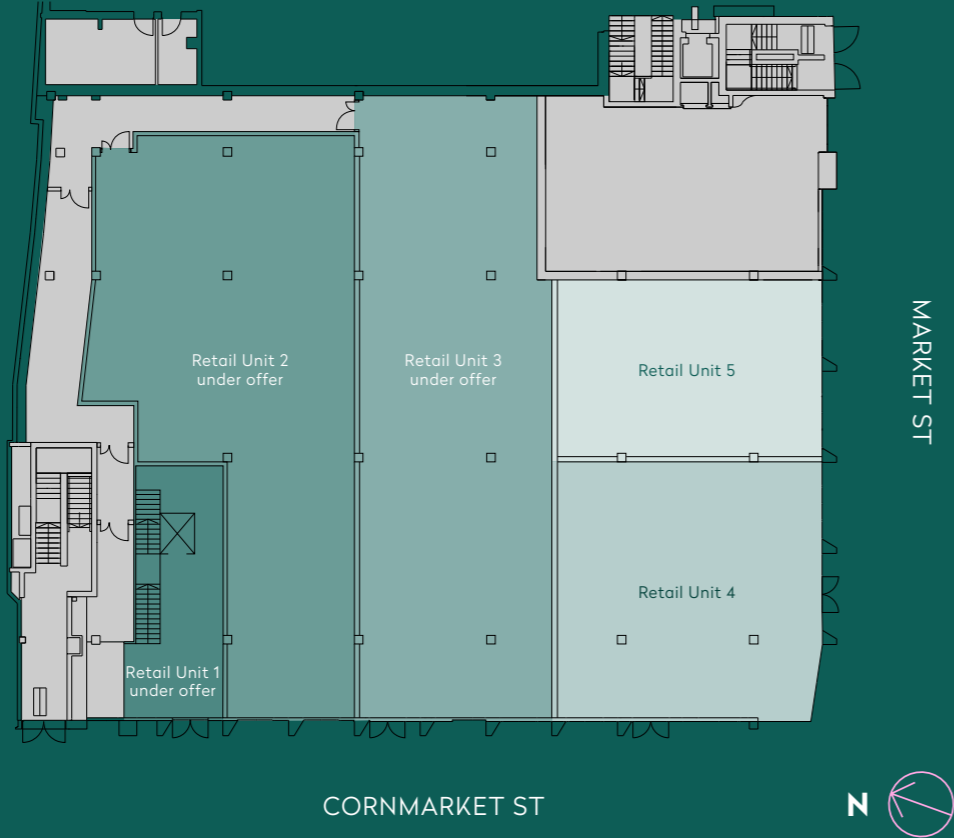 Retail Unit 2
under offer
Retail Unit 3
under offer
Retail Unit 5
MARKET ST
Retail Unit 4
Retail Unit 1
under offer
CORNMARKET ST
N